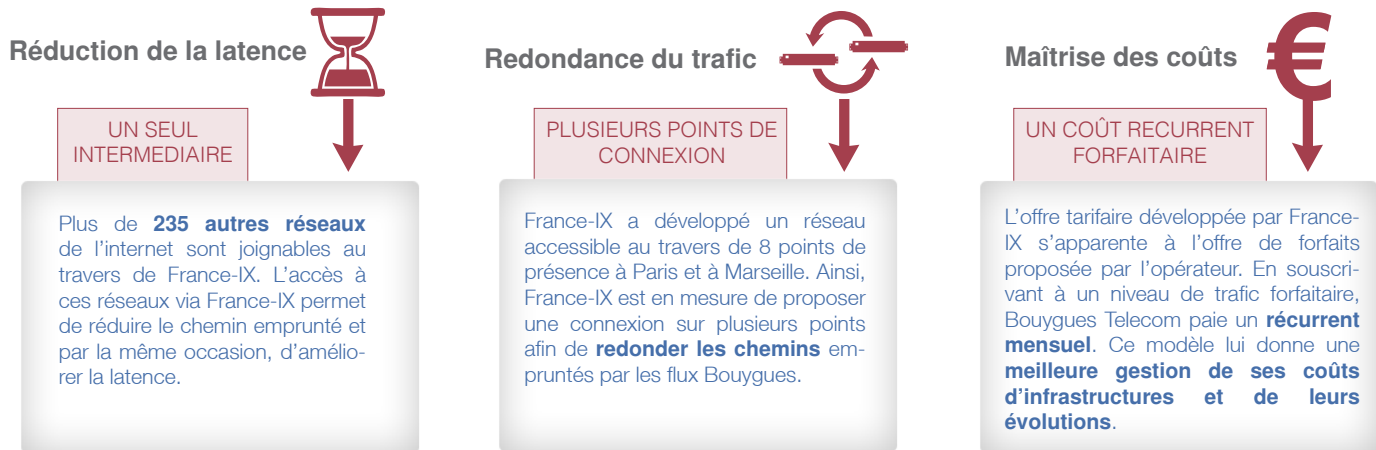 Réduction de la latence
UN SEUL
INTERMEDIAIRE
Plus de 235 autres réseaux
de l'internet sont joignables au
travers de France-IX. L'accès à
ces réseaux via France-IX permet
de réduire le chemin emprunté et
par la même occasion, d'amélio-
rer la latence.
Redondance du trafic
PLUSIEURS POINTS DE
CONNEXION
France-IX a développé un réseau
accessible au travers de 8 points de
présence à Paris et à Marseille. Ainsi,
France-IX est en mesure de proposer
une connexion sur plusieurs points
afin de redonder les chemins em-
pruntés par les flux Bouygues.
Maîtrise des coûts
€
UN COÛT RECURRENT
FORFAITAIRE
L'offre tarifaire développée par France-
IX s'apparente à l'offre de forfaits
proposée par l'opérateur. En souscri-
vant à un niveau de trafic forfaitaire,
Bouygues Telecom paie un récurrent
mensuel. Ce modèle lui donne une
meilleure gestion de ses coûts
d'infrastructures et de leurs
évolutions.